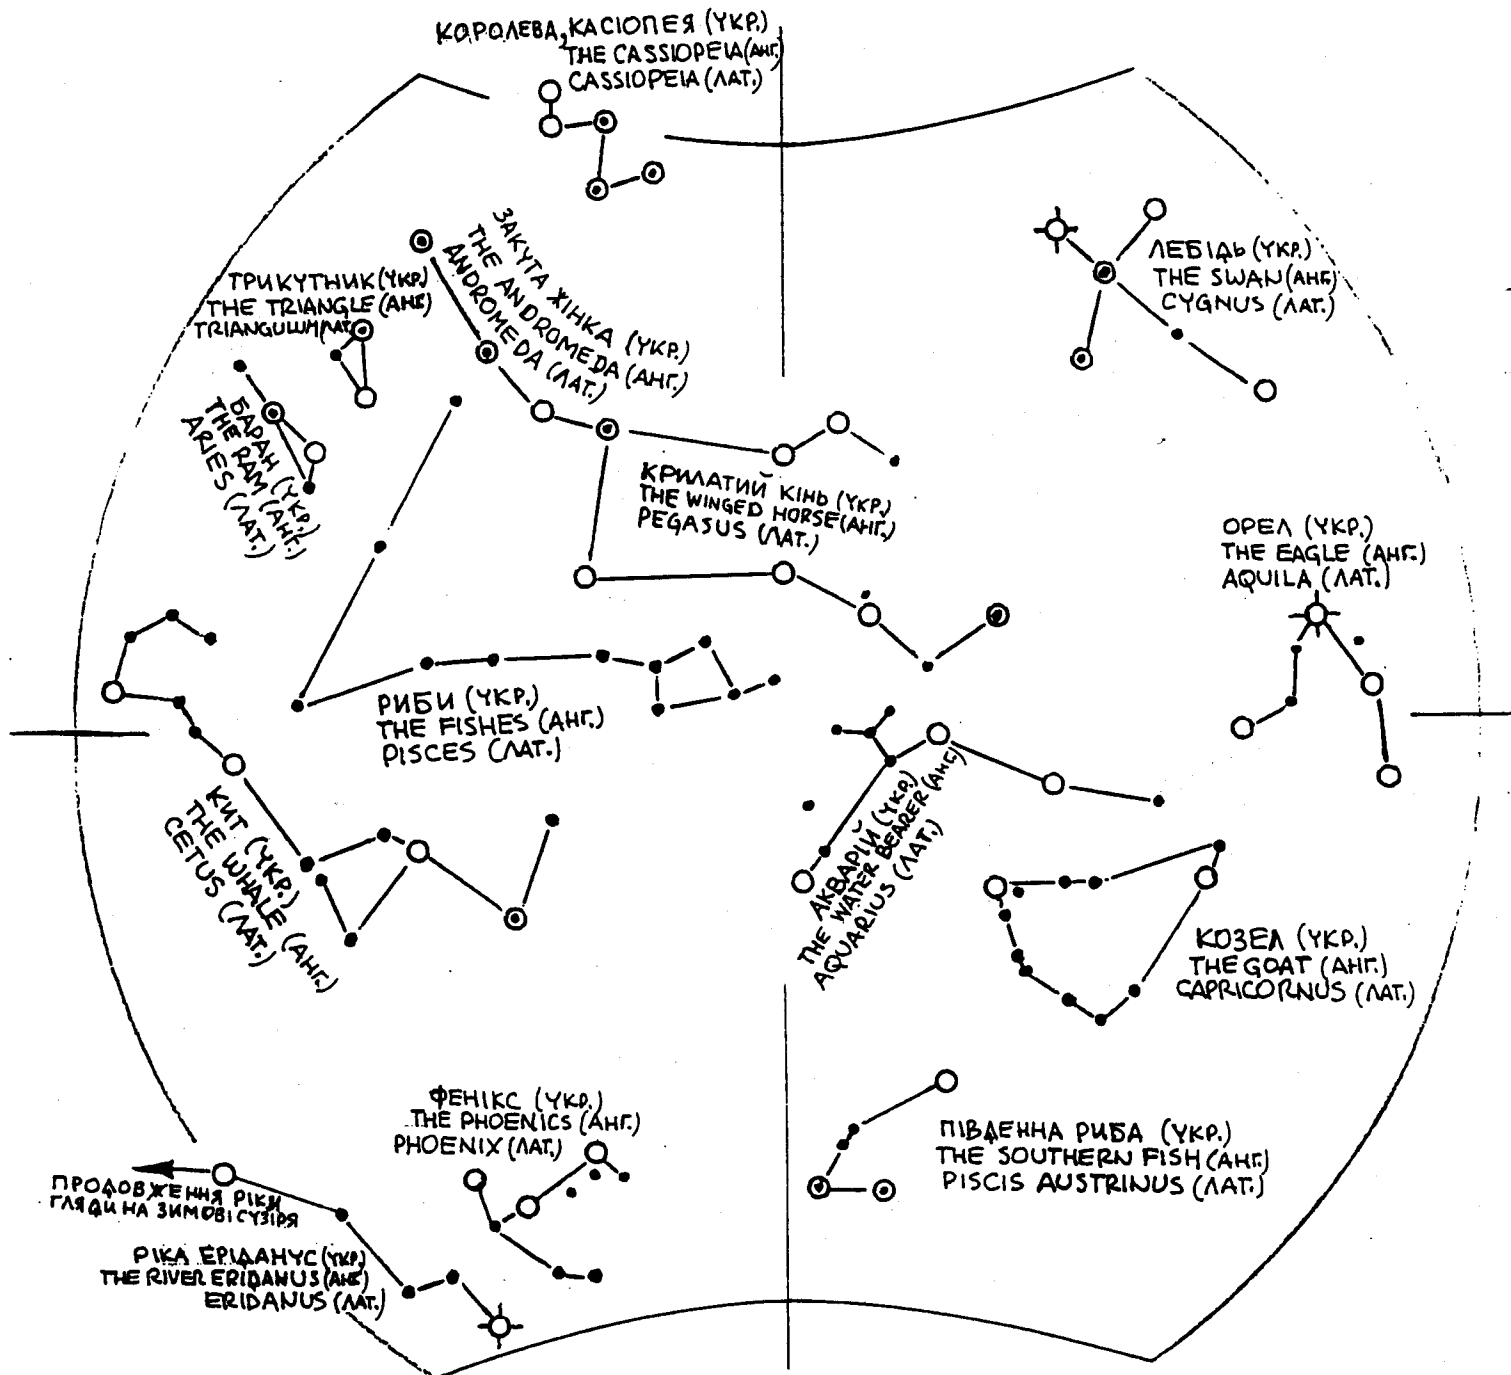 КОРОЛЕВА, КАСІОПЕЯ (УКР.)
THE CASSIOPEIA (АНГ.)
CASSIOPEIA (ЛАТ.)
ЗАКУТА ЖІНКА (УКР.)
THE ANDROMEDA (АНГ.)
ANDROMEDA (ЛАТ.)
ЛЕБІДЬ (УКР.)
THE SWAN (АНГ.)
CYGNUS (ЛАТ.)
ТРИКУТНИК (УКР.)
THE TRIANGLE (АНГ.)
TRIANGULUM (ЛАТ.)
БАРАН (УКР.)
THE RAM (АНГ.)
ARIES (ЛАТ.)
КРИЛАТИЙ КІНЬ (УКР.)
THE WINGED HORSE (АНГ.)
PEGASUS (ЛАТ.)
ОРЕЛ (УКР.)
THE EAGLE (АНГ.)
AQUILA (ЛАТ.)
РИБИ (УКР.)
THE FISHES (АНГ.)
PISCES (ЛАТ.)
КИТ (УКР.)
THE WHALE (АНГ.)
CETUS (ЛАТ.)
АКВАРІЙ (УКР.)
THE WATER BEARER (АНГ.)
AQUARIUS (ЛАТ.)
КОЗЕЛ (УКР.)
THE GOAT (АНГ.)
CAPRICORNUS (ЛАТ.)
ФЕНІКС (УКР.)
THE PHOENICS (АНГ.)
PHOENIX (ЛАТ.)
ПІВДЕННА РИБА (УКР.)
THE SOUTHERN FISH (АНГ.)
PISCIS AUSTRINUS (ЛАТ.)
ПРОДОВЖЕННЯ РІКИ
ГЛЯДИ НА ЗИМОВІ СУЗІРЯ
РІКА ЕРІДАНУС (УКР.)
THE RIVER ERIDANUS (АНГ.)
ERIDANUS (ЛАТ.)